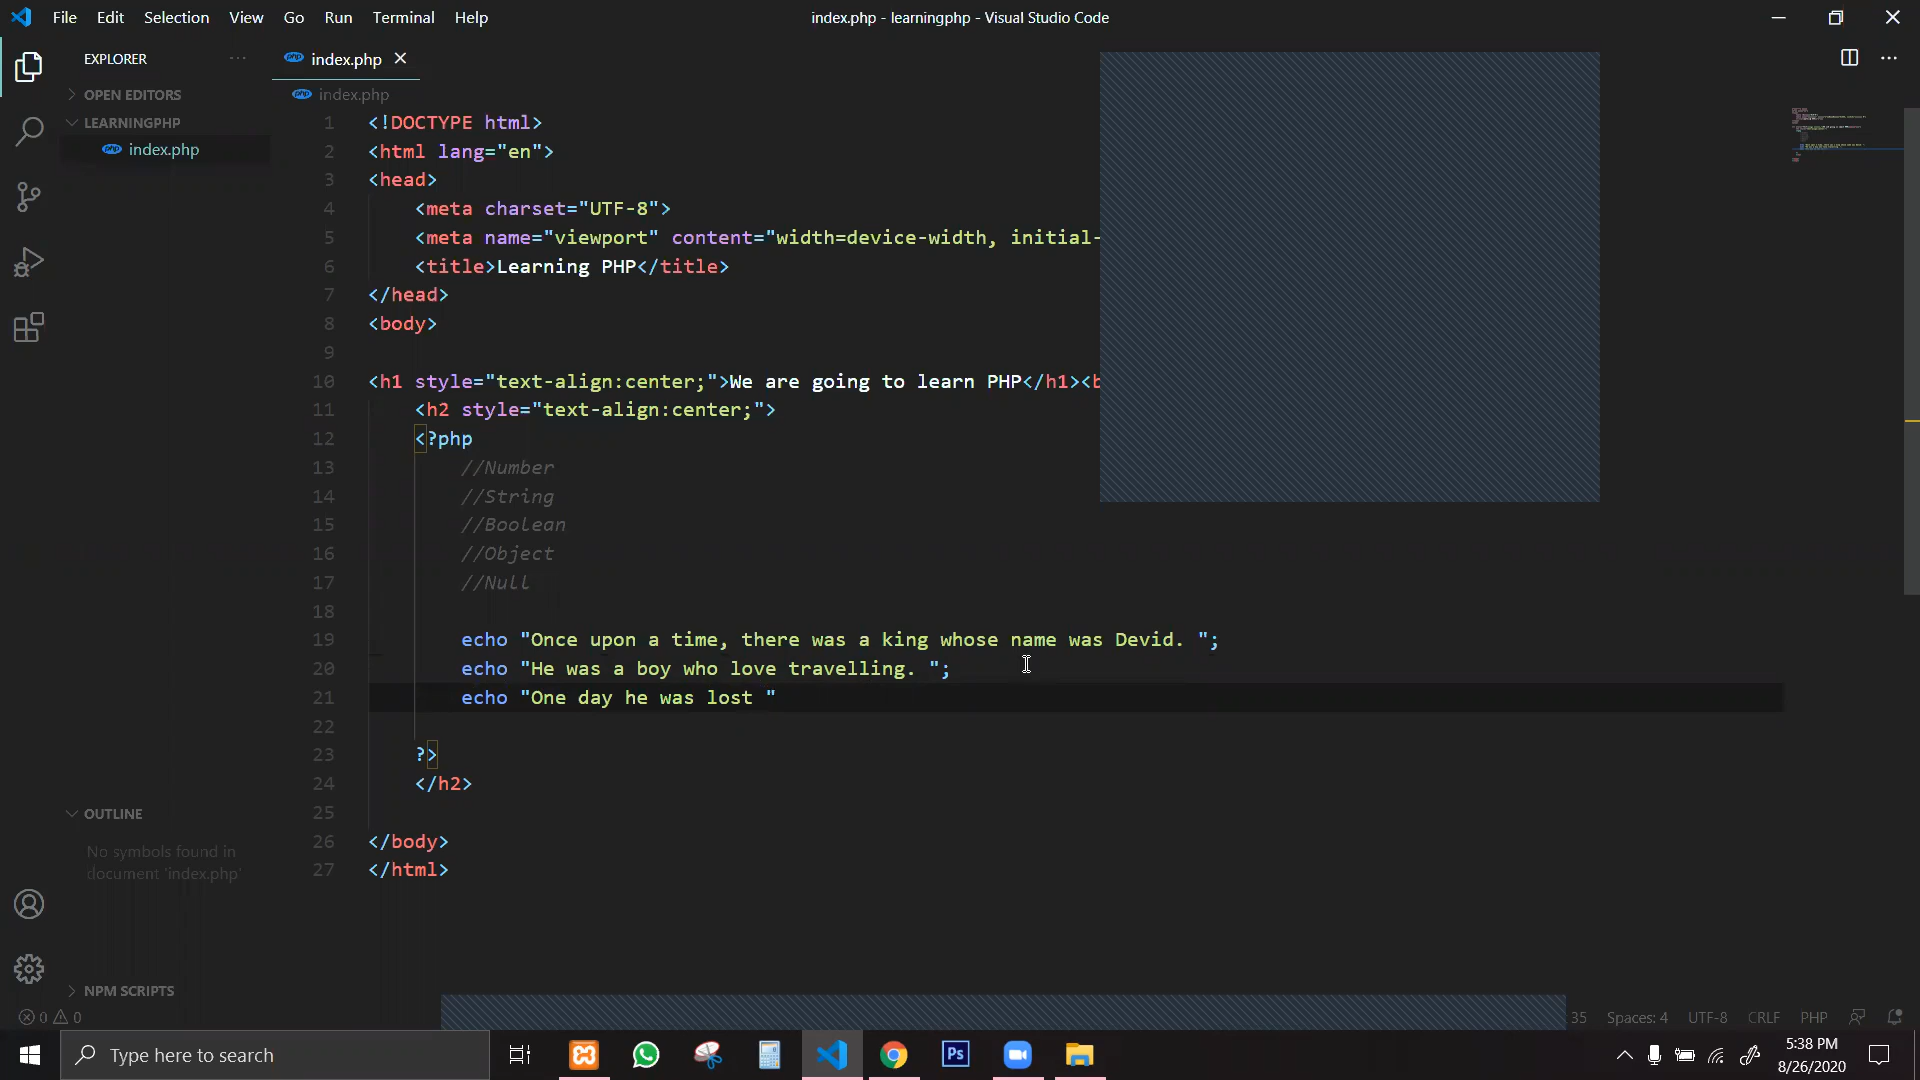 File Edit Selection View Go Run Terminal Help
index.php - learningphp - Visual Studio Code
EXPLORER
OPEN EDITORS
LEARNINGPHP
index.php
OUTLINE
No symbols found in
document 'index.php'
NPM SCRIPTS
index.php
index.php
1 <!DOCTYPE html>
2 <html lang="en">
3 <head>
4 <meta charset="UTF-8">
5 <meta name="viewport" content="width=device-width, initial-
6 <title>Learning PHP</title>
7 </head>
8 <body>
9
10 <h1 style="text-align:center;">We are going to learn PHP</h1><b
11 <h2 style="text-align:center;">
12 <?php
13 //Number
14 //String
15 //Boolean
16 //Object
17 //Null
18
19 echo "Once upon a time, there was a king whose name was Devid. ";
20 echo "He was a boy who love travelling. ";
21 echo "One day he was lost "
22
23 ?>
24 </h2>
25
26 </body>
27 </html>
0 0
35 Spaces: 4 UTF-8 CRLF PHP
Type here to search
Ps
5:38 PM
8/26/2020